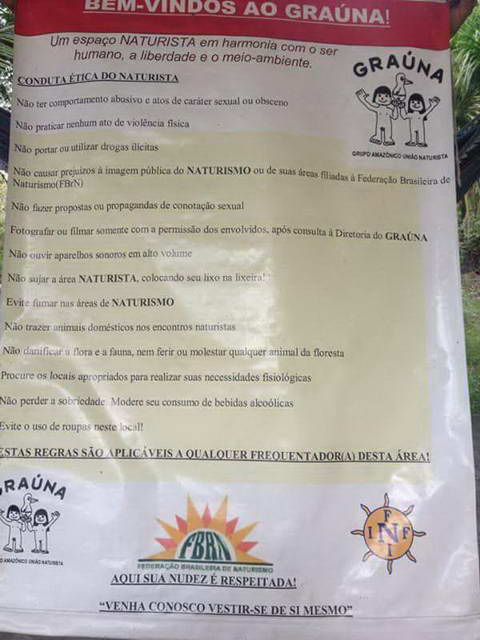 BEM-VINDOS AO GRAÚNA!
Um espaço NATURISTA em harmonia com o ser
humano, a liberdade e o meio-ambiente.
GRAÚNA
GRUPO AMAZÔNICO UNIÃO NATURISTA
CONDUTA ÉTICA DO NATURISTA
Não ter comportamento abusivo e atos de caráter sexual ou obsceno
Não praticar nenhum ato de violência física
Não portar ou utilizar drogas ilícitas
Não causar prejuízos à imagem pública do NATURISMO ou de suas áreas filiadas à Federação Brasileira de
Naturismo(FBrN)
Não fazer propostas ou propagandas de conotação sexual
Fotografar ou filmar somente com a permissão dos envolvidos, após consulta à Diretoria do GRAÚNA
Não ouvir aparelhos sonoros em alto volume
Não sujar a área NATURISTA, colocando seu lixo na lixeira!
Evite fumar nas áreas de NATURISMO
Não trazer animais domésticos nos encontros naturistas
Não danificar a flora e a fauna, nem ferir ou molestar qualquer animal da floresta
Procure os locais apropriados para realizar suas necessidades fisiológicas
Não perder a sobriedade. Modere seu consumo de bebidas alcoólicas
Evite o uso de roupas neste local!
ESTAS REGRAS SÃO APLICÁVEIS A QUALQUER FREQUENTADOR(A) DESTA ÁREA!
GRAÚNA
GRUPO AMAZÔNICO UNIÃO NATURISTA
FBRN
FEDERAÇÃO BRASILEIRA DE NATURISMO
F
I N F
I
AQUI SUA NUDEZ É RESPEITADA!
“VENHA CONOSCO VESTIR-SE DE SI MESMO”